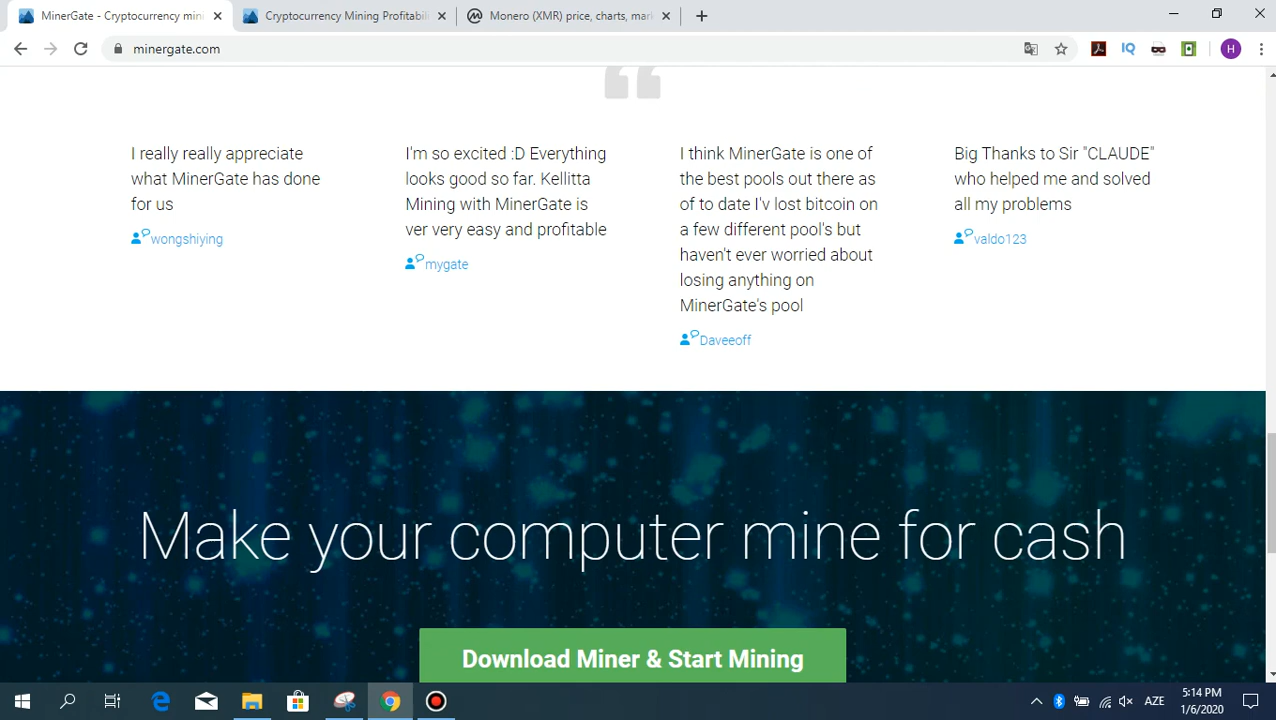 MinerGate - Cryptocurrency mini
Cryptocurrency Mining Profitabili
Monero (XMR) price, charts, mar
minergate.com
IQ
H
I really really appreciate
what MinerGate has done
for us
wongshiying
I'm so excited :D Everything
looks good so far. Kellitta
Mining with MinerGate is
ver very easy and profitable
mygate
I think MinerGate is one of
the best pools out there as
of to date I'v lost bitcoin on
a few different pool's but
haven't ever worried about
losing anything on
MinerGate's pool
Daveeoff
Big Thanks to Sir "CLAUDE"
who helped me and solved
all my problems
valdo123
Make your computer mine for cash
Download Miner & Start Mining
AZE
5:14 PM
1/6/2020